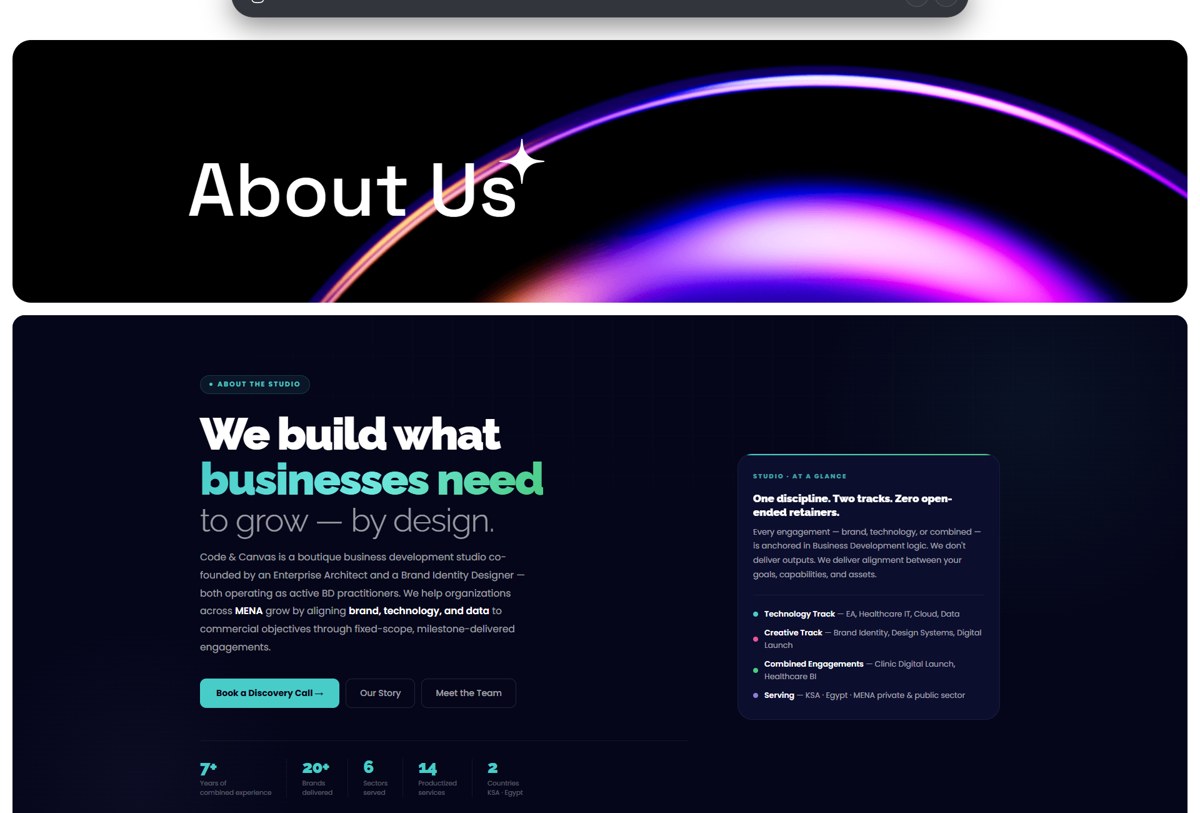 About Us
ABOUT THE STUDIO
We build what
businesses need
to grow — by design.
Code & Canvas is a boutique business development studio co-
founded by an Enterprise Architect and a Brand Identity Designer —
both operating as active BD practitioners. We help organizations
across MENA grow by aligning brand, technology, and data to
commercial objectives through fixed-scope, milestone-delivered
engagements.
Book a Discovery Call →
Our Story
Meet the Team
7+
Years of
combined experience
20+
Brands
delivered
6
Sectors
served
14
Productized
services
2
Countries
KSA · Egypt
STUDIO · AT A GLANCE
One discipline. Two tracks. Zero open-
ended retainers.
Every engagement — brand, technology, or combined —
is anchored in Business Development logic. We don't
deliver outputs. We deliver alignment between your
goals, capabilities, and assets.
Technology Track — EA, Healthcare IT, Cloud, Data
Creative Track — Brand Identity, Design Systems, Digital
Launch
Combined Engagements — Clinic Digital Launch,
Healthcare BI
Serving — KSA · Egypt · MENA private & public sector